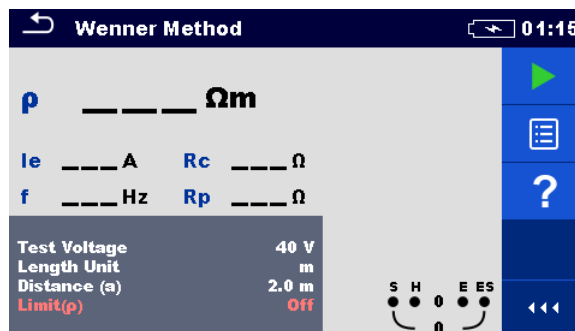 Wenner Method 01:15
ρ ___ Ωm
Ie ___ A Rc ___ Ω
f ___ Hz Rp ___ Ω
?
Test Voltage 40 V
Length Unit m
Distance (a) 2.0 m
Limit(ρ) Off
S H E ES
0
0